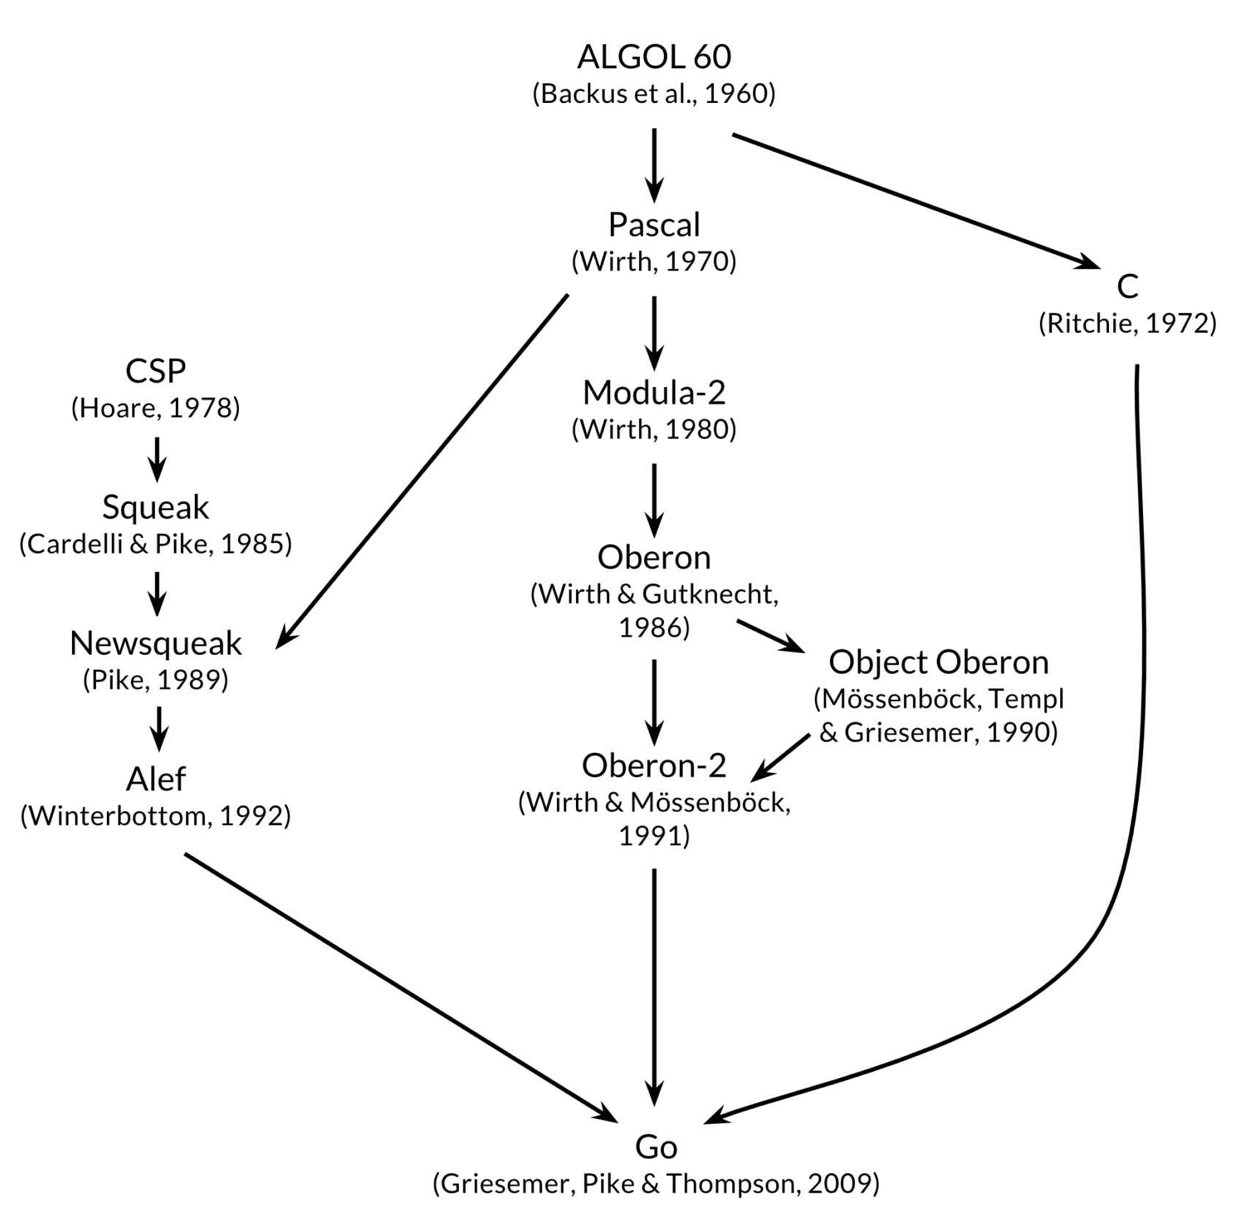 ALGOL 60
(Backus et al., 1960)
Pascal
(Wirth, 1970)
C
(Ritchie, 1972)
CSP
(Hoare, 1978)
Modula-2
(Wirth, 1980)
Squeak
(Cardelli & Pike, 1985)
Oberon
(Wirth & Gutknecht,
1986)
Newsqueak
(Pike, 1989)
Object Oberon
(Mössenböck, Templ
& Griesemer, 1990)
Alef
(Winterbottom, 1992)
Oberon-2
(Wirth & Mössenböck,
1991)
Go
(Griesemer, Pike & Thompson, 2009)